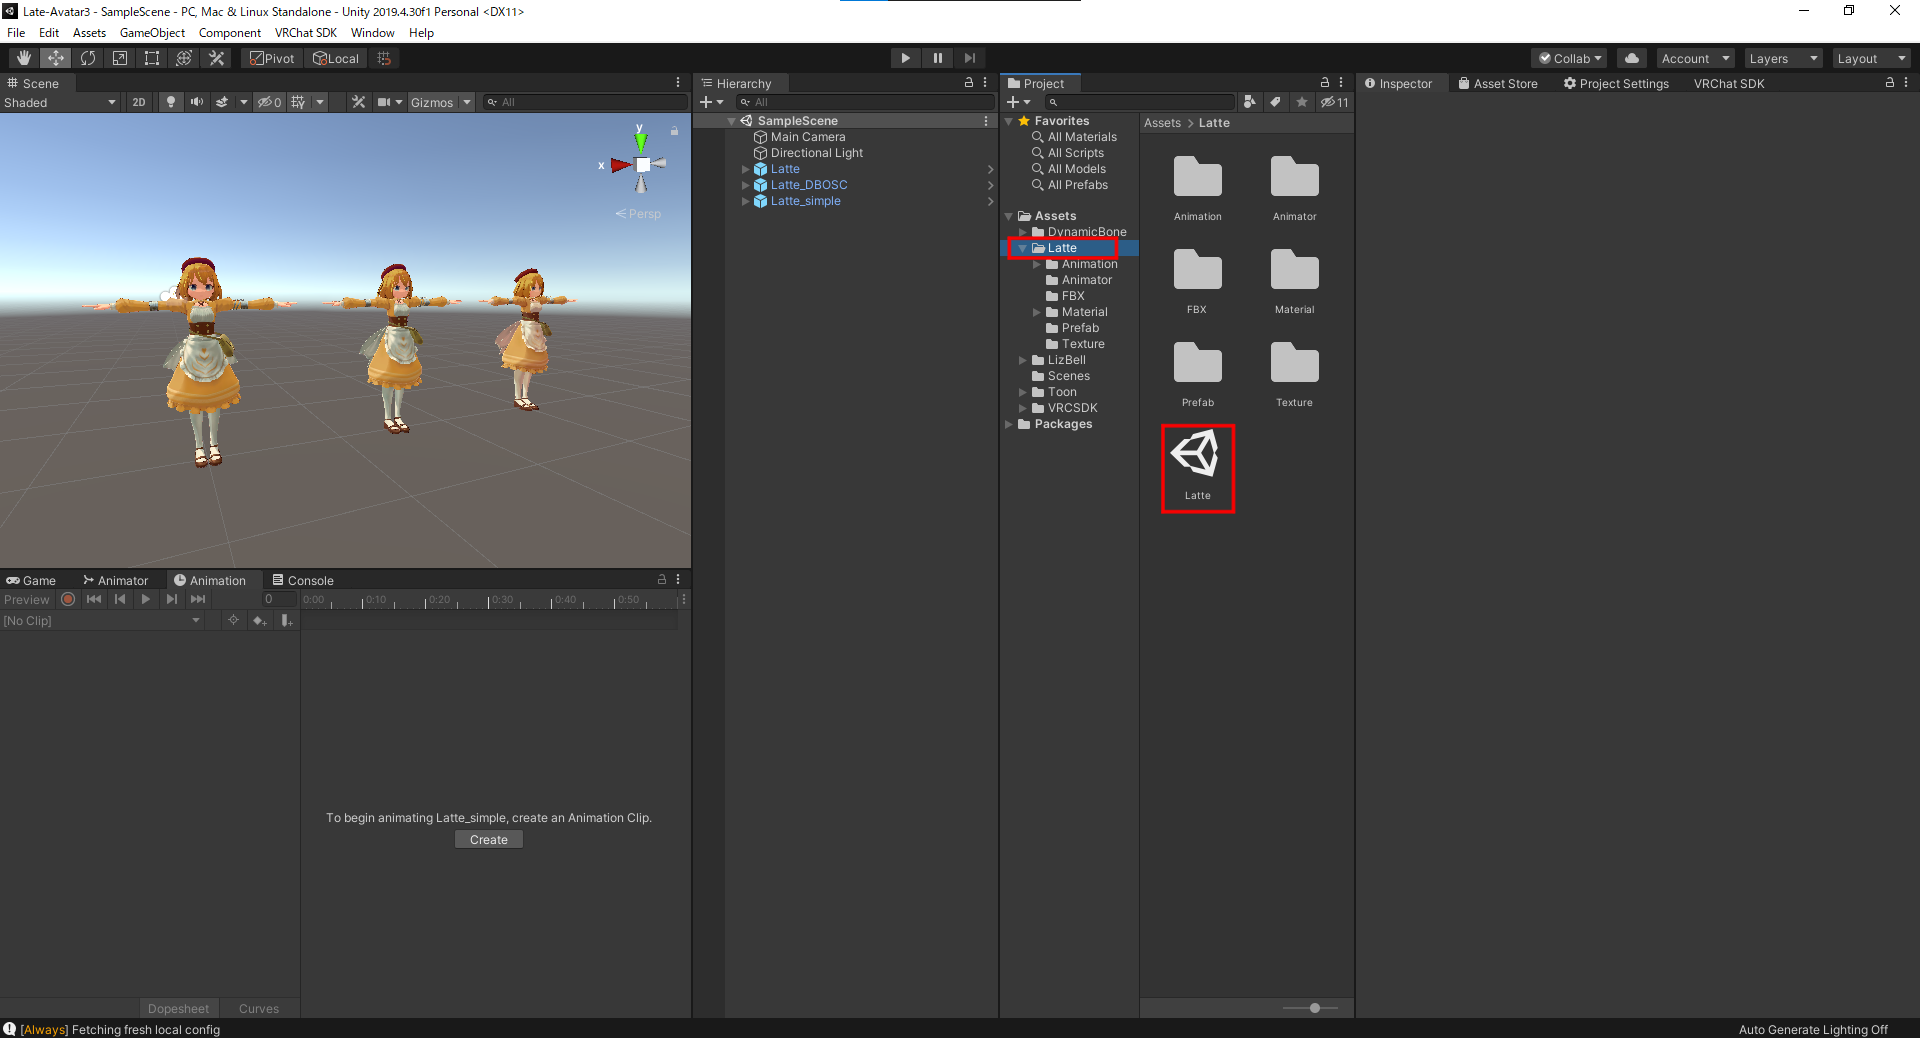 Late-Avatar3 - SampleScene - PC, Mac & Linux Standalone - Unity 2019.4.30f1 Personal <DX11>
File Edit Assets GameObject Component VRChat SDK Window Help
Pivot Local
Collab Account Layers Layout
Scene
Shaded 2D 0 Gizmos All
y
x
Persp
Hierarchy
All
SampleScene
Main Camera
Directional Light
Latte
Latte_DBOSC
Latte_simple
Project
11
Favorites
All Materials
All Scripts
All Models
All Prefabs
Assets
DynamicBone
Latte
Animation
Animator
FBX
Material
Prefab
Texture
LizBell
Scenes
Toon
VRCSDK
Packages
Assets > Latte
Animation Animator
FBX Material
Prefab Texture
Latte
Inspector Asset Store Project Settings VRChat SDK
Game Animator Animation Console
Preview 0 0:00 0:10 0:20 0:30 0:40 0:50
[No Clip]
To begin animating Latte_simple, create an Animation Clip.
Create
Dopesheet Curves
[Always] Fetching fresh local config
Auto Generate Lighting Off